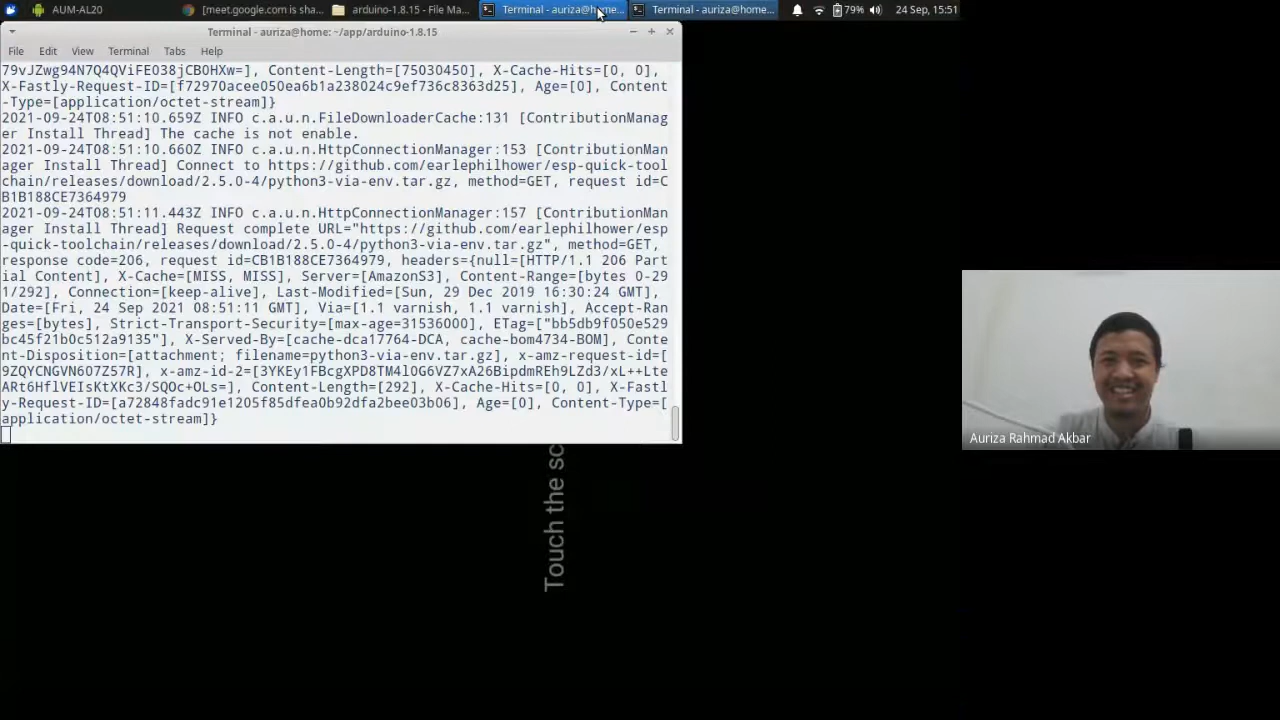 AUM-AL20
[meet.google.com is sha...
arduino-1.8.15 - File Ma...
Terminal - auriza@home...
Terminal - auriza@home...
79%
24 Sep, 15:51
Terminal - auriza@home: ~/app/arduino-1.8.15
File Edit View Terminal Tabs Help
79vJZwg94N7Q4QViFE038jCB0HXw=], Content-Length=[75030450], X-Cache-Hits=[0, 0],
X-Fastly-Request-ID=[f72970acee050ea6b1a238024c9ef736c8363d25], Age=[0], Content
-Type=[application/octet-stream]}
2021-09-24T08:51:10.659Z INFO c.a.u.n.FileDownloaderCache:131 [ContributionManag
er Install Thread] The cache is not enable.
2021-09-24T08:51:10.660Z INFO c.a.u.n.HttpConnectionManager:153 [ContributionMan
ager Install Thread] Connect to https://github.com/earlephilhower/esp-quick-tool
chain/releases/download/2.5.0-4/python3-via-env.tar.gz, method=GET, request id=C
B1B188CE7364979
2021-09-24T08:51:11.443Z INFO c.a.u.n.HttpConnectionManager:157 [ContributionMan
ager Install Thread] Request complete URL="https://github.com/earlephilhower/esp
-quick-toolchain/releases/download/2.5.0-4/python3-via-env.tar.gz", method=GET,
response code=206, request id=CB1B188CE7364979, headers={null=[HTTP/1.1 206 Part
ial Content], X-Cache=[MISS, MISS], Server=[AmazonS3], Content-Range=[bytes 0-29
1/292], Connection=[keep-alive], Last-Modified=[Sun, 29 Dec 2019 16:30:24 GMT],
Date=[Fri, 24 Sep 2021 08:51:11 GMT], Via=[1.1 varnish, 1.1 varnish], Accept-Ran
ges=[bytes], Strict-Transport-Security=[max-age=31536000], ETag=["bb5db9f050e529
bc45f21b0c512a9135"], X-Served-By=[cache-dca17764-DCA, cache-bom4734-BOM], Conte
nt-Disposition=[attachment; filename=python3-via-env.tar.gz], x-amz-request-id=[
9ZQYCNGVN607Z57R], x-amz-id-2=[3YKEy1FBcgXPD8TM4lOG6VZ7xA26BipdmREh9LZd3/xL++Lte
ARt6HflVEIsKtXKc3/SQOc+OLs=], Content-Length=[292], X-Cache-Hits=[0, 0], X-Fastl
y-Request-ID=[a72848fadc91e1205f85dfea0b92dfa2bee03b06], Age=[0], Content-Type=[
application/octet-stream]}
Touch the sc
Auriza Rahmad Akbar